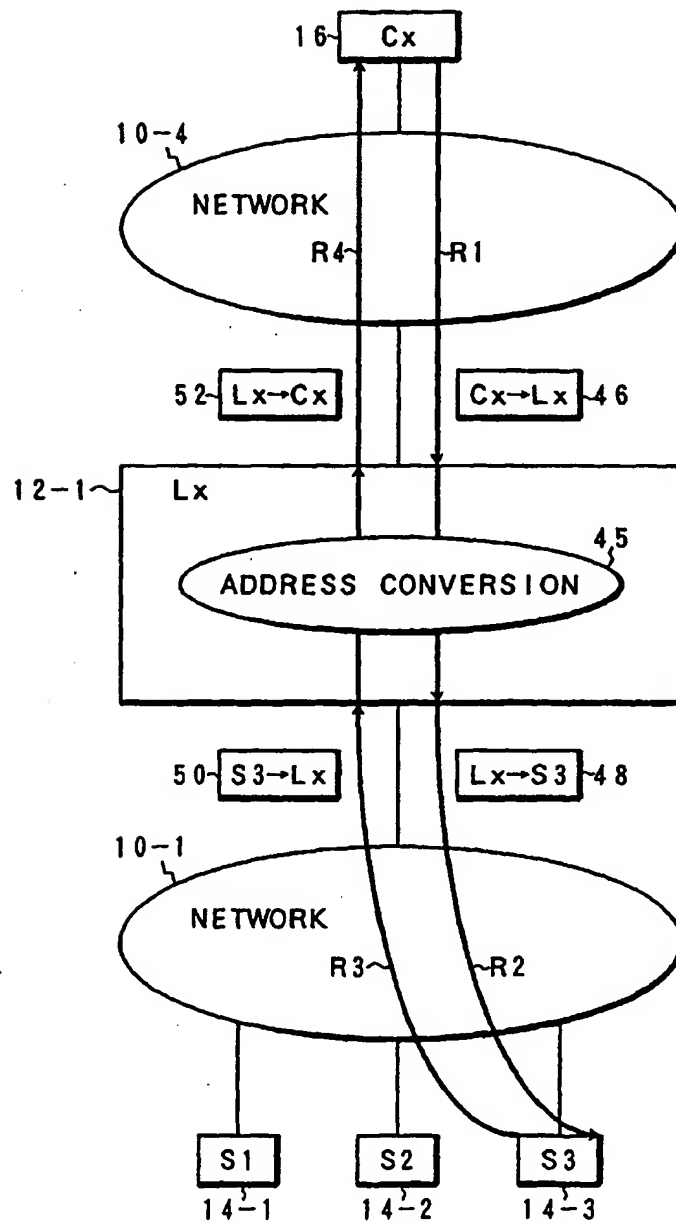 16 Cx
10-4
NETWORK
R4 R1
52 Lx→Cx Cx→Lx 46
12-1 Lx
45
ADDRESS CONVERSION
50 S3→Lx Lx→S3 48
10-1
NETWORK
R3 R2
S1 S2 S3
14-1 14-2 14-3